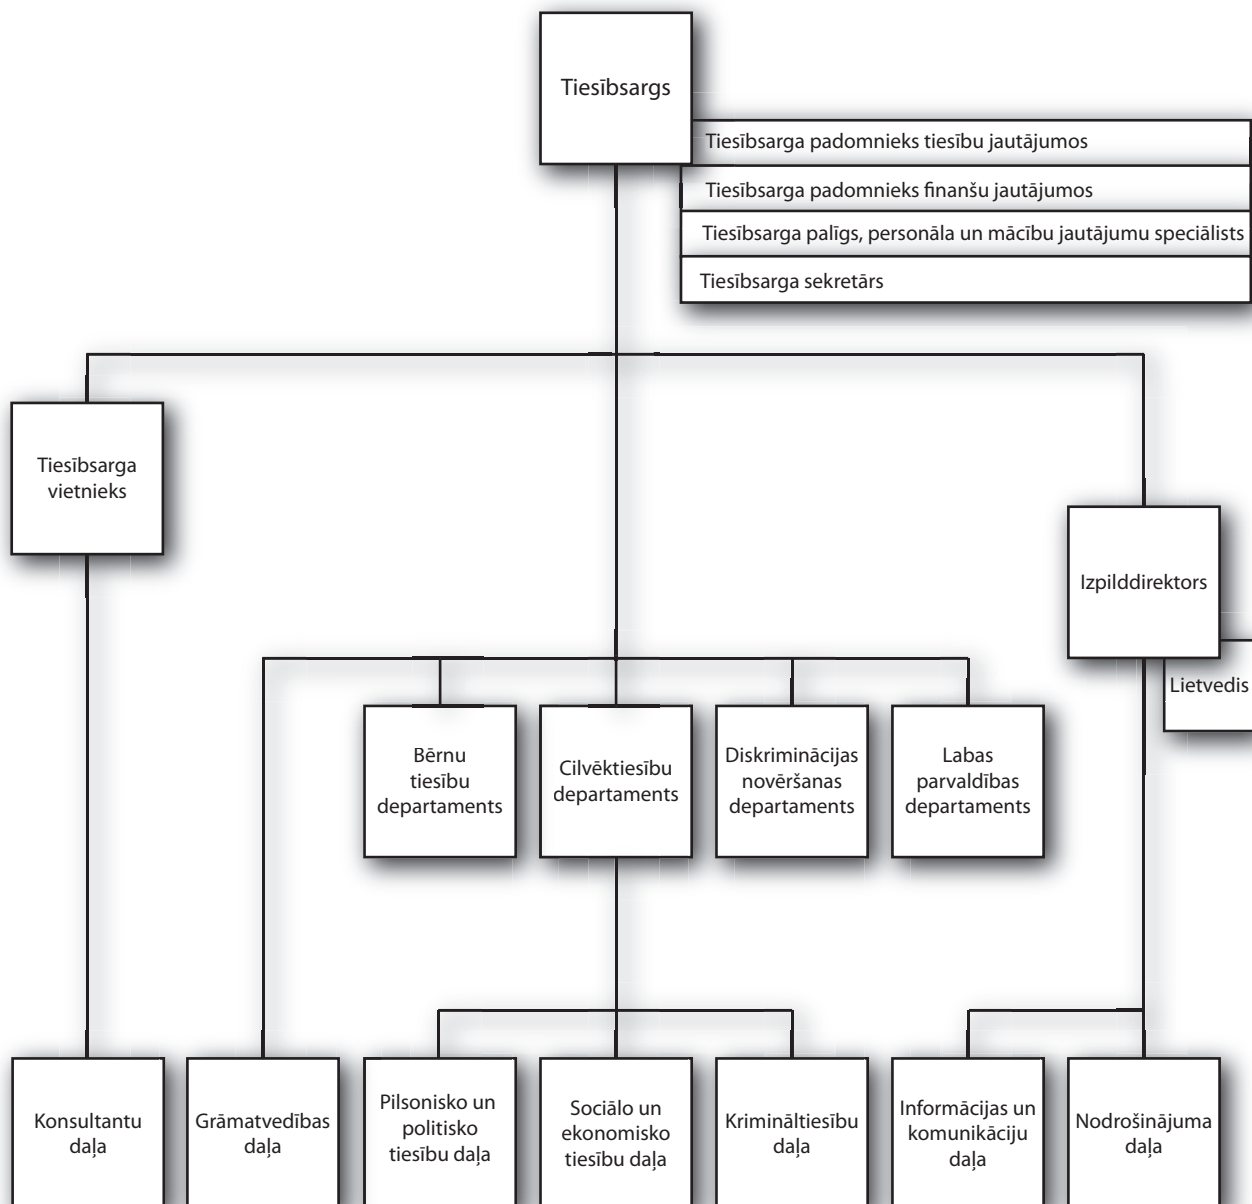 Tiesībsargs
Tiesībsarga padomnieks tiesību jautājumos
Tiesībsarga padomnieks finanšu jautājumos
Tiesībsarga palīgs, personāla un mācību jautājumu speciālists
Tiesībsarga sekretārs
Tiesībsarga
vietnieks
Izpilddirektors
Lietvedis
Bērnu
tiesību
departaments
Cilvēktiesību
departaments
Diskriminācijas
novēršanas
departaments
Labas
parvaldības
departaments
Konsultantu
daļa
Grāmatvedības
daļa
Pilsonisko un
politisko
tiesību daļa
Sociālo un
ekonomisko
tiesību daļa
Krimināltiesību
daļa
Informācijas un
komunikāciju
daļa
Nodrošinājuma
daļa